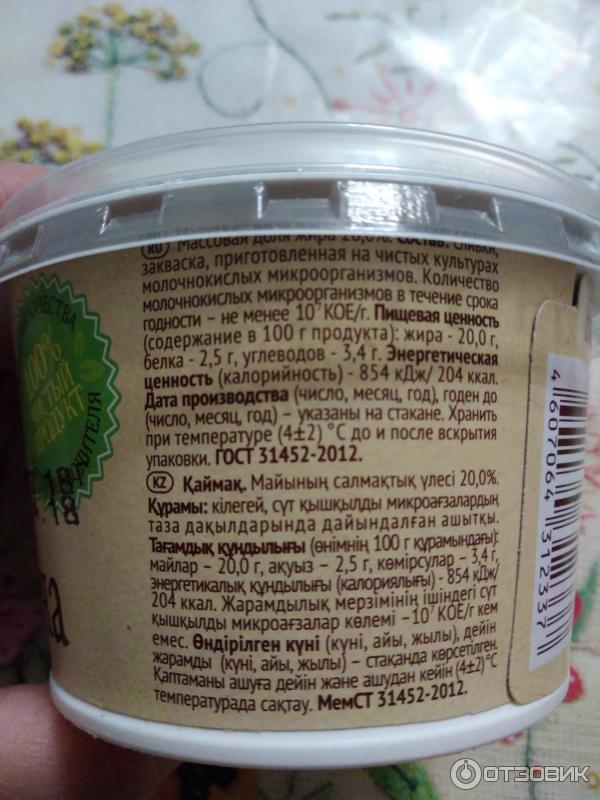 RU Массовая доля жира 20,0%. Состав: сливки,
закваска, приготовленная на чистых культурах
молочнокислых микроорганизмов. Количество
молочнокислых микроорганизмов в течение срока
годности – не менее 10⁷ КОЕ/г. Пищевая ценность
(содержание в 100 г продукта): жира - 20,0 г,
белка - 2,5 г, углеводов - 3,4 г. Энергетическая
ценность (калорийность) - 854 кДж/ 204 ккал.
Дата производства (число, месяц, год), годен до
(число, месяц, год) – указаны на стакане. Хранить
при температуре (4±2) °С до и после вскрытия
упаковки. ГОСТ 31452-2012.
KZ Қаймақ. Майының салмақтық үлесі 20,0%.
Құрамы: кілегей, сүт қышқылды микроағзалардың
таза дақылдарында дайындалған ашытқы.
Тағамдық құндылығы (өнімнің 100 г құрамындағы):
майлар – 20,0 г, ақуыз – 2,5 г, көмірсулар – 3,4 г,
энергетикалық құндылығы (калориялығы) - 854 кДж/
204 ккал. Жарамдылық мерзімінің ішіндегі сүт
қышқылды микроағзалар көлемі –10⁷ КОЕ/г кем
емес. Өндірілген күні (күні, айы, жылы), дейін
жарамды (күні, айы, жылы) – стақанда көрсетілген.
Қаптаманы ашуға дейін және ашудан кейін (4±2)°С
температурада сақтау. МемСТ 31452-2012.
100%
ПРОДУКТ
18
18
4 607064 312337
ОТЗОВИК